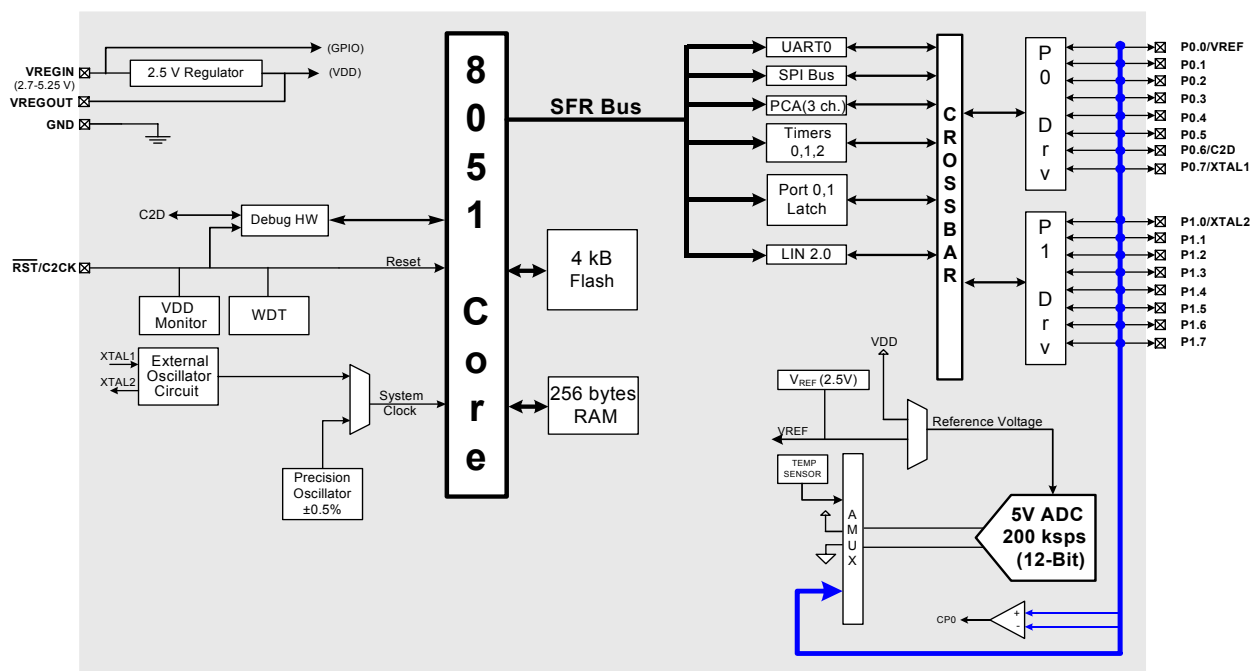 (GPIO)
VREGIN
(2.7-5.25 V)
2.5 V Regulator
(VDD)
VREGOUT
GND
C2D
Debug HW
RST/C2CK
Reset
VDD
Monitor
WDT
XTAL1
XTAL2
External
Oscillator
Circuit
System
Clock
Precision
Oscillator
±0.5%
8
0
5
1
C
o
r
e
4 kB
Flash
256 bytes
RAM
SFR Bus
UART0
SPI Bus
PCA(3 ch.)
Timers
0,1,2
Port 0,1
Latch
LIN 2.0
C
R
O
S
S
B
A
R
P
0
D
r
v
P
1
D
r
v
P0.0/VREF
P0.1
P0.2
P0.3
P0.4
P0.5
P0.6/C2D
P0.7/XTAL1
P1.0/XTAL2
P1.1
P1.2
P1.3
P1.4
P1.5
P1.6
P1.7
VDD
VREF (2.5V)
VREF
Reference Voltage
TEMP
SENSOR
A
M
U
X
5V ADC
200 ksps
(12-Bit)
CP0
+
-